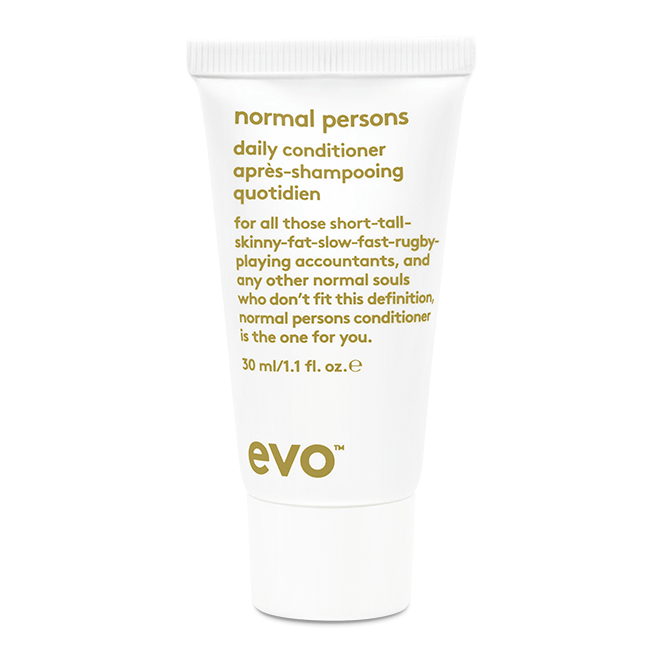 normal persons
daily conditioner
après-shampooing
quotidien
for all those short-tall-
skinny-fat-slow-fast-rugby-
playing accountants, and
any other normal souls
who don't fit this definition,
normal persons conditioner
is the one for you.
30 ml/1.1 fl. oz.℮
evo™